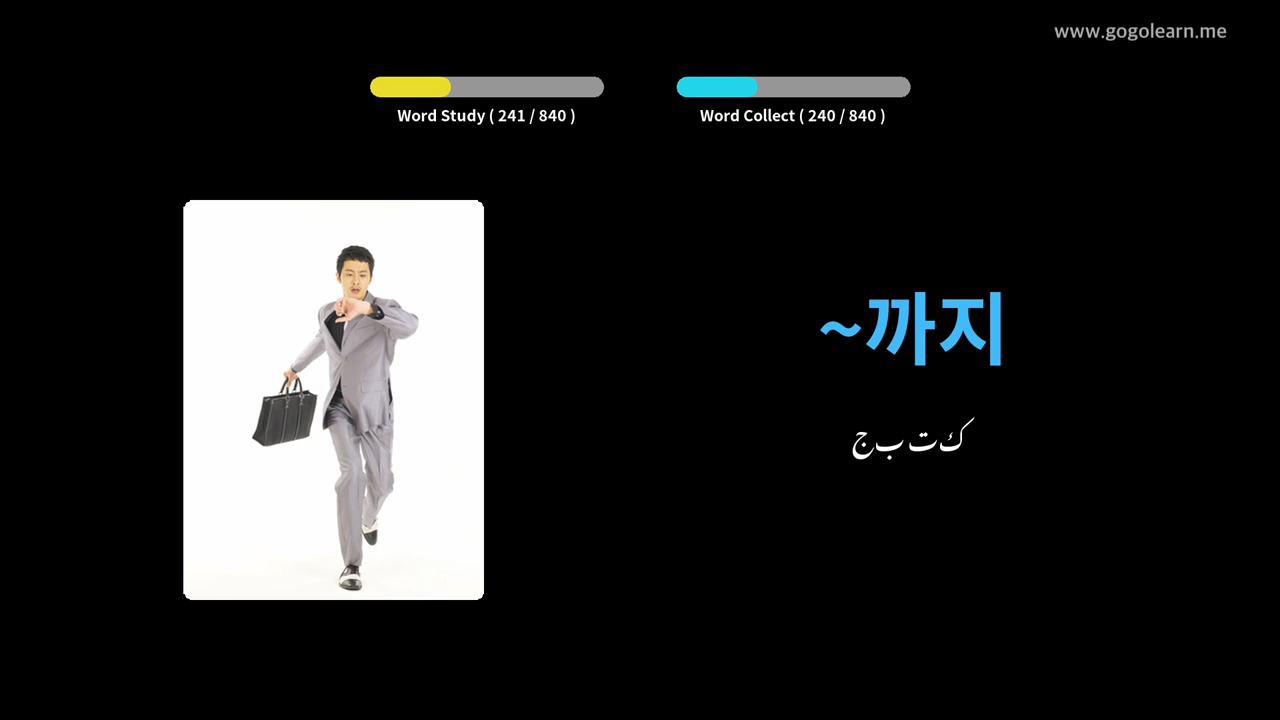 www.gogolearn.me
Word Study ( 241 / 840 )
Word Collect ( 240 / 840 )
~까지
ك‌ت ب‌ج